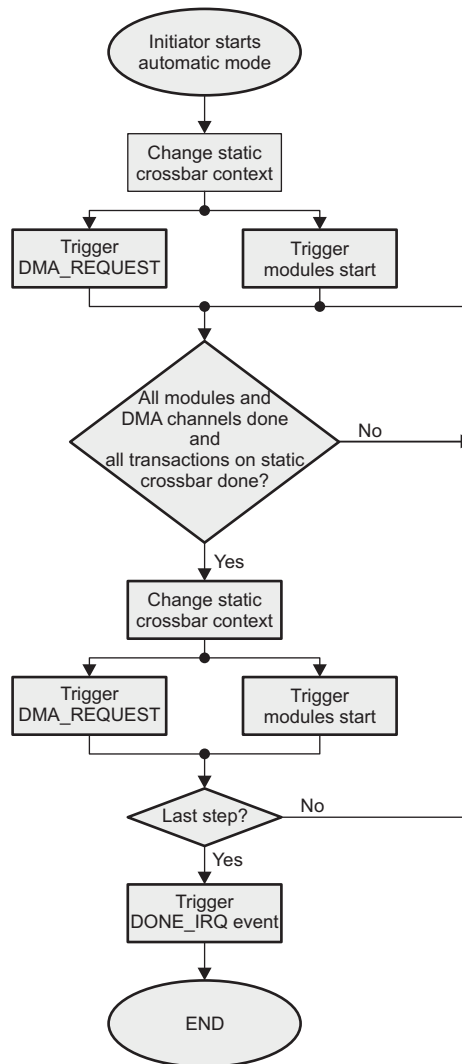 Initiator starts
automatic mode
Change static
crossbar context
Trigger
DMA_REQUEST
Trigger
modules start
All modules and
DMA channels done
and
all transactions on static
crossbar done?
No
Yes
Change static
crossbar context
Trigger
DMA_REQUEST
Trigger
modules start
Last step?
No
Yes
Trigger
DONE_IRQ event
END